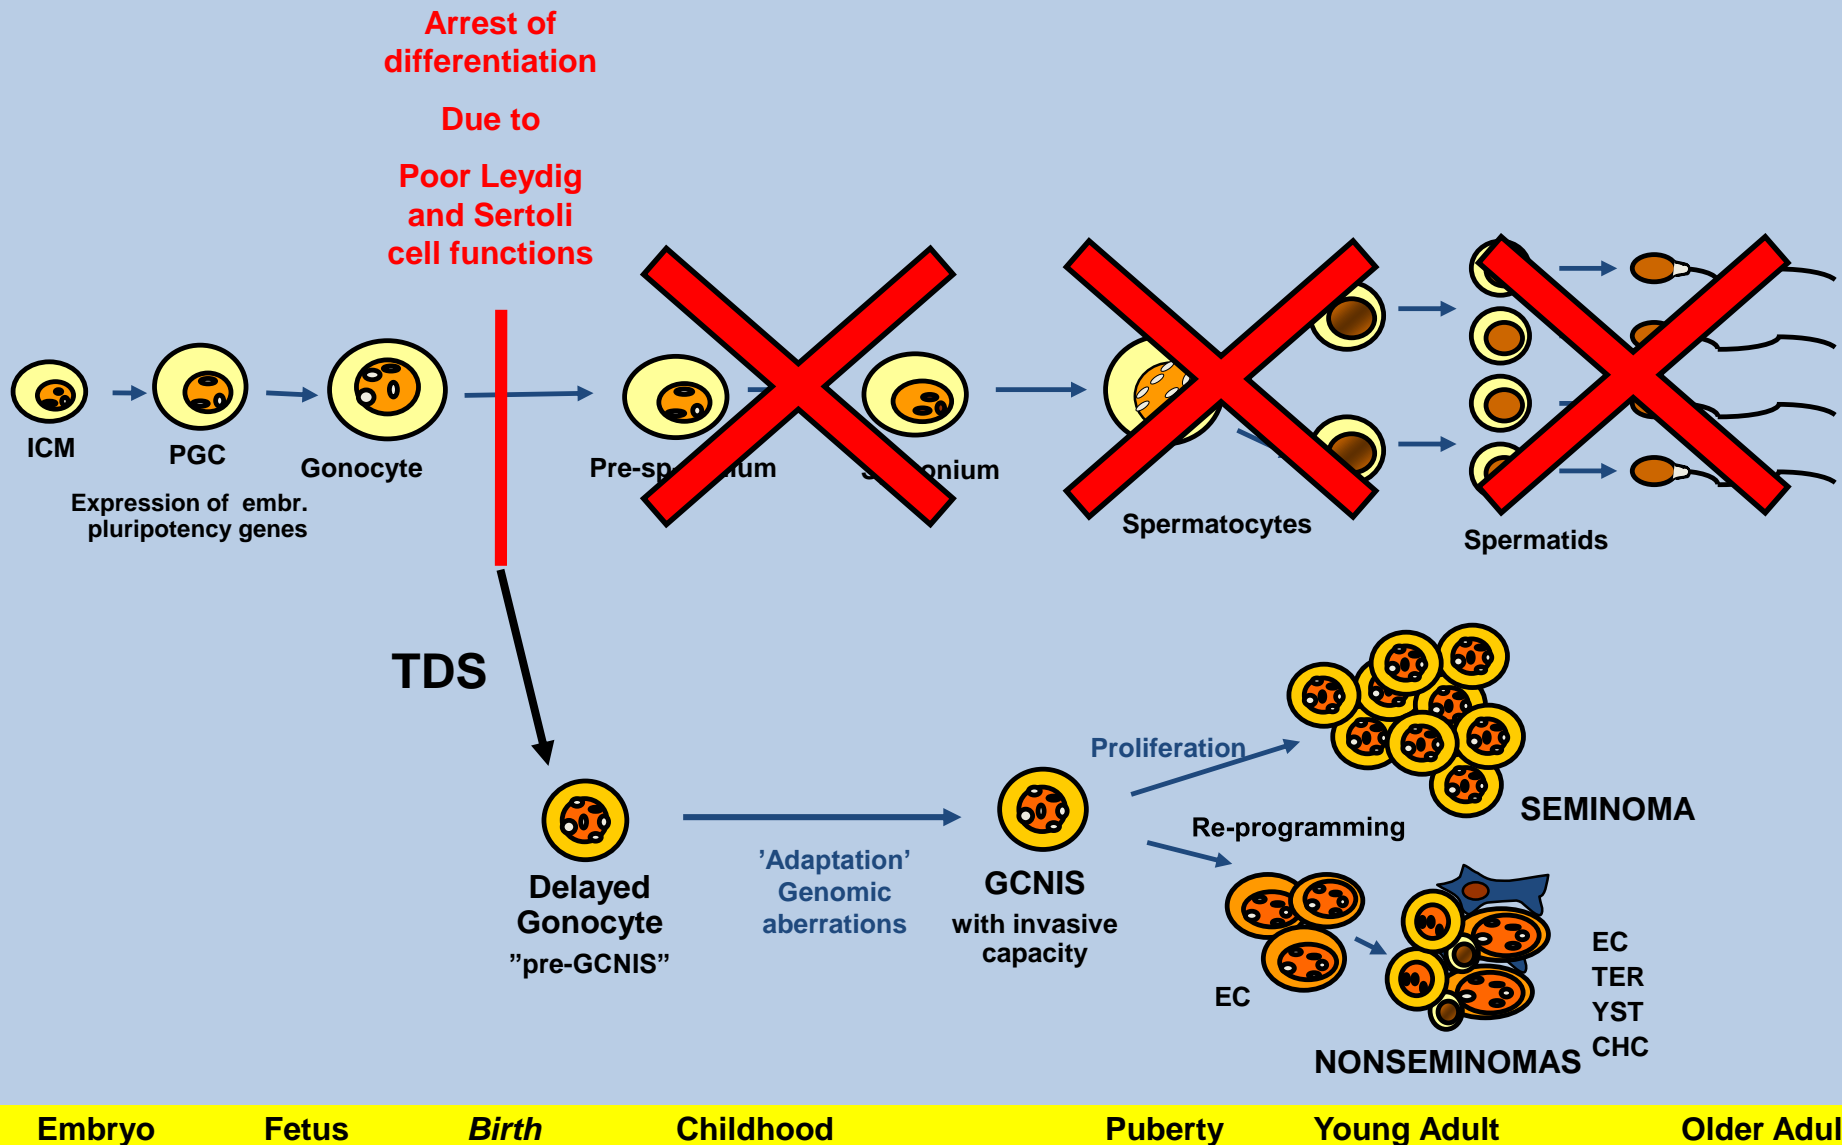 Arrest of
differentiation
Due to
Poor Leydig
and Sertoli
cell functions
ICM
PGC
Gonocyte
Expression of embr.
pluripotency genes
Spermatocytes
Spermatids
TDS
Proliferation
SEMINOMA
Re-programming
Delayed
Gonocyte
”pre-GCNIS”
’Adaptation’
Genomic
aberrations
GCNIS
with invasive
capacity
EC
EC
TER
YST
CHC
NONSEMINOMAS
Embryo Fetus Birth Childhood Puberty Young Adult Older Adul